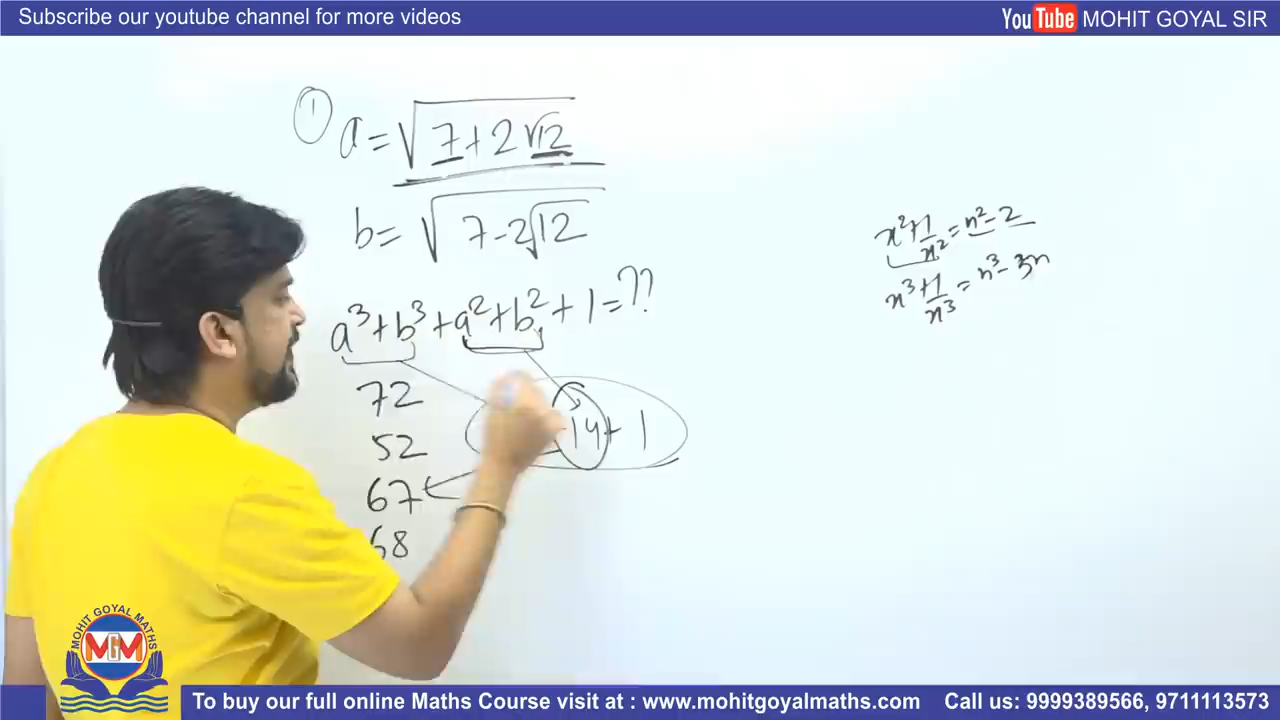 Subscribe our youtube channel for more videos
YouTube MOHIT GOYAL SIR
① a = √(7 + 2√12)
b = √(7 - 2√12)
a³ + b³ + a² + b² + 1 = ??
72
52
67
68
14 + 1
x² + 1/x² = n² - 2
x³ + 1/x³ = n³ - 3n
MOHIT GOYAL MATHS
MGM
To buy our full online Maths Course visit at : www.mohitgoyalmaths.com Call us: 9999389566, 9711113573